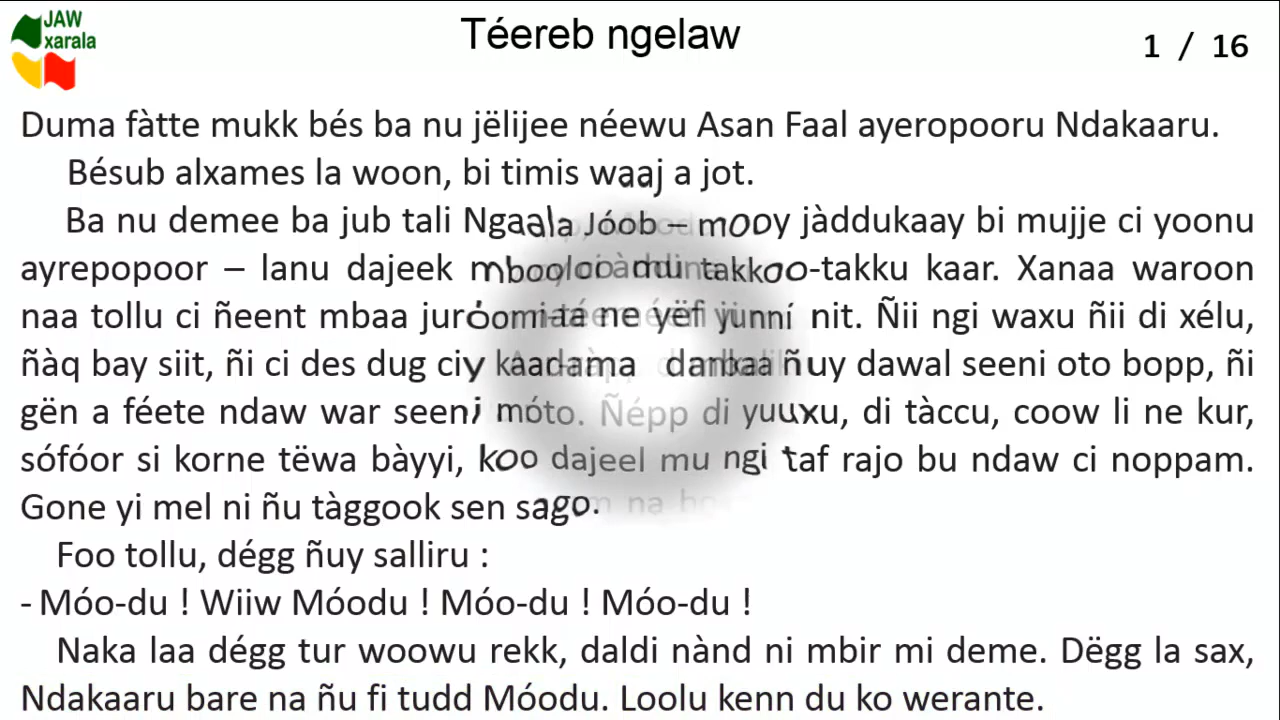 JAW
xarala
Téereb ngelaw
1 / 16
Duma fàtte mukk bés ba nu jëlijee néewu Asan Faal ayeropooru Ndakaaru.
Bésub alxames la woon, bi timis waaj a jot.
Ba nu demee ba jub tali Ngaala Jóob – mooy jàddukaay bi mujje ci yoonu
ayrepopoor – lanu dajeek takkoo-takku kaar. Xanaa waroon
naa tollu ci ñeent mbaa ne yëfi yünni nit. Ñii ngi waxu ñii di xélu,
ñàq bay siit, ñi ci des dug ciy ñuy dawal seeni oto bopp, ñi
gën a féete ndaw war seeni móto. Ñépp di yuuxu, di tàccu, coow li ne kur,
sófóor si korne tëwa bàyyi, koo dajeel mu ngi taf rajo bu ndaw ci noppam.
Gone yi mel ni ñu tàggook sen sago.
Foo tollu, dégg ñuy salliru :
- Móo-du ! Wiiw Móodu ! Móo-du ! Móo-du !
Naka laa dégg tur woowu rekk, daldi nànd ni mbir mi deme. Dëgg la sax,
Ndakaaru bare na ñu fi tudd Móodu. Loolu kenn du ko werante.